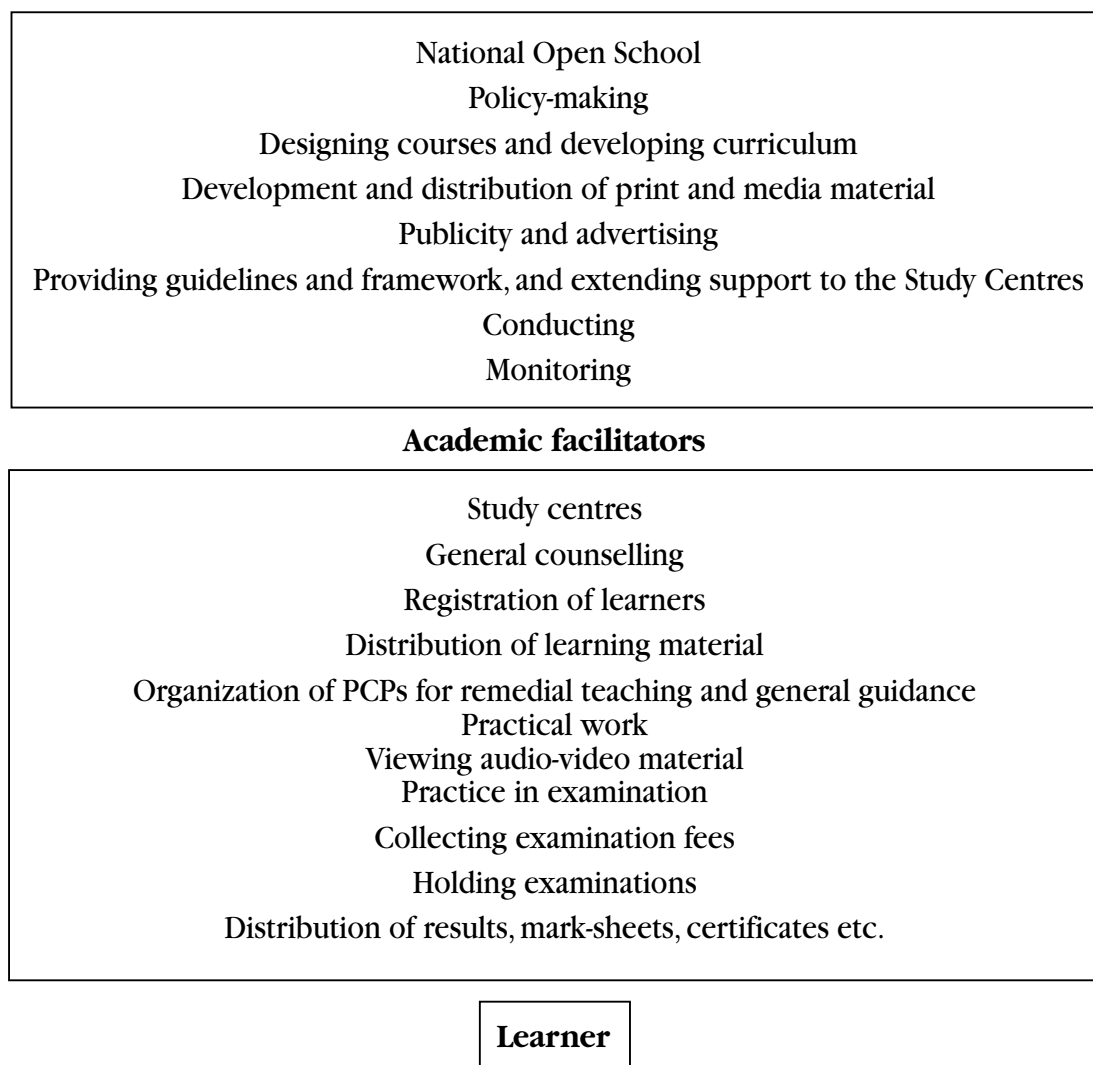 National Open School
Policy-making
Designing courses and developing curriculum
Development and distribution of print and media material
Publicity and advertising
Providing guidelines and framework, and extending support to the Study Centres
Conducting
Monitoring
Academic facilitators
Study centres
General counselling
Registration of learners
Distribution of learning material
Organization of PCPs for remedial teaching and general guidance
Practical work
Viewing audio-video material
Practice in examination
Collecting examination fees
Holding examinations
Distribution of results, mark-sheets, certificates etc.
Learner